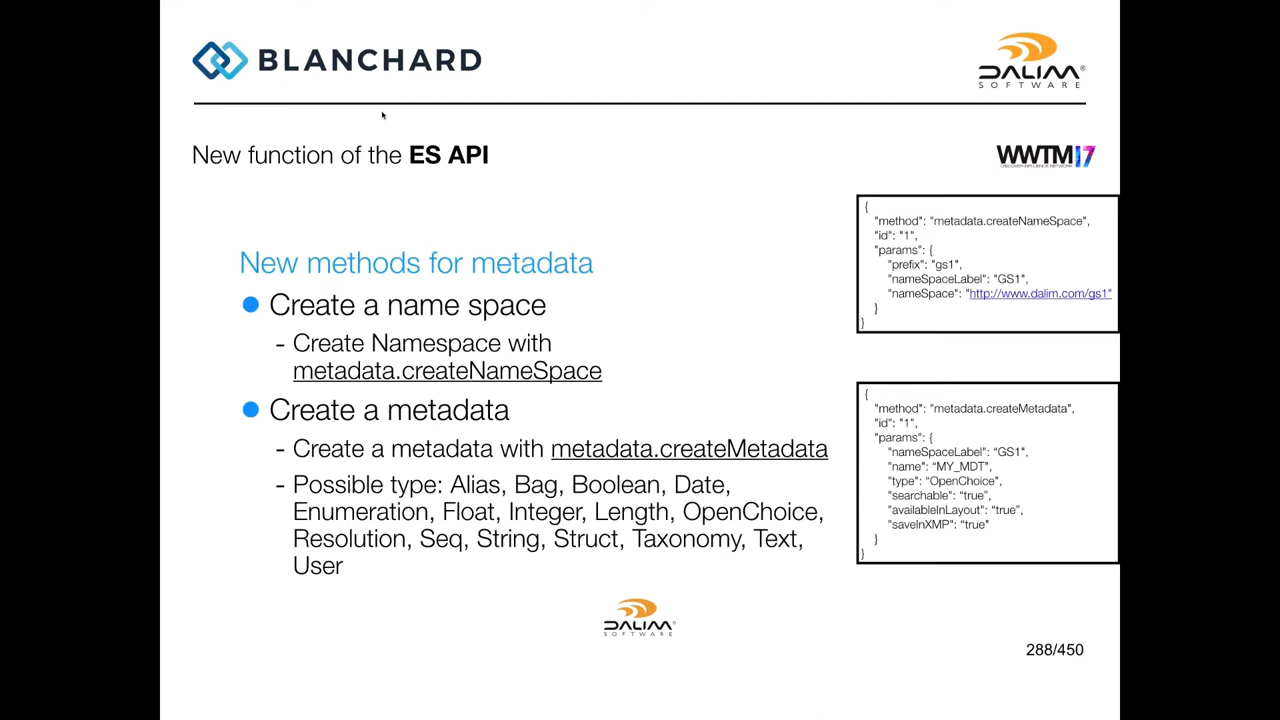 BLANCHARD
DALIM
SOFTWARE
New function of the ES API
WWTM17
New methods for metadata
Create a name space
- Create Namespace with
metadata.createNameSpace
Create a metadata
- Create a metadata with metadata.createMetadata
- Possible type: Alias, Bag, Boolean, Date,
Enumeration, Float, Integer, Length, OpenChoice,
Resolution, Seq, String, Struct, Taxonomy, Text,
User
{
"method": "metadata.createNameSpace",
"id": "1",
"params": {
"prefix": "gs1",
"nameSpaceLabel": "GS1",
"nameSpace": "http://www.dalim.com/gs1"
}
}
{
"method": "metadata.createMetadata",
"id": "1",
"params": {
"nameSpaceLabel": "GS1",
"name": “MY_MDT”,
"type": “OpenChoice",
"searchable": “true”,
"availableInLayout": “true”,
"saveInXMP": “true"
}
}
DALIM
SOFTWARE
288/450